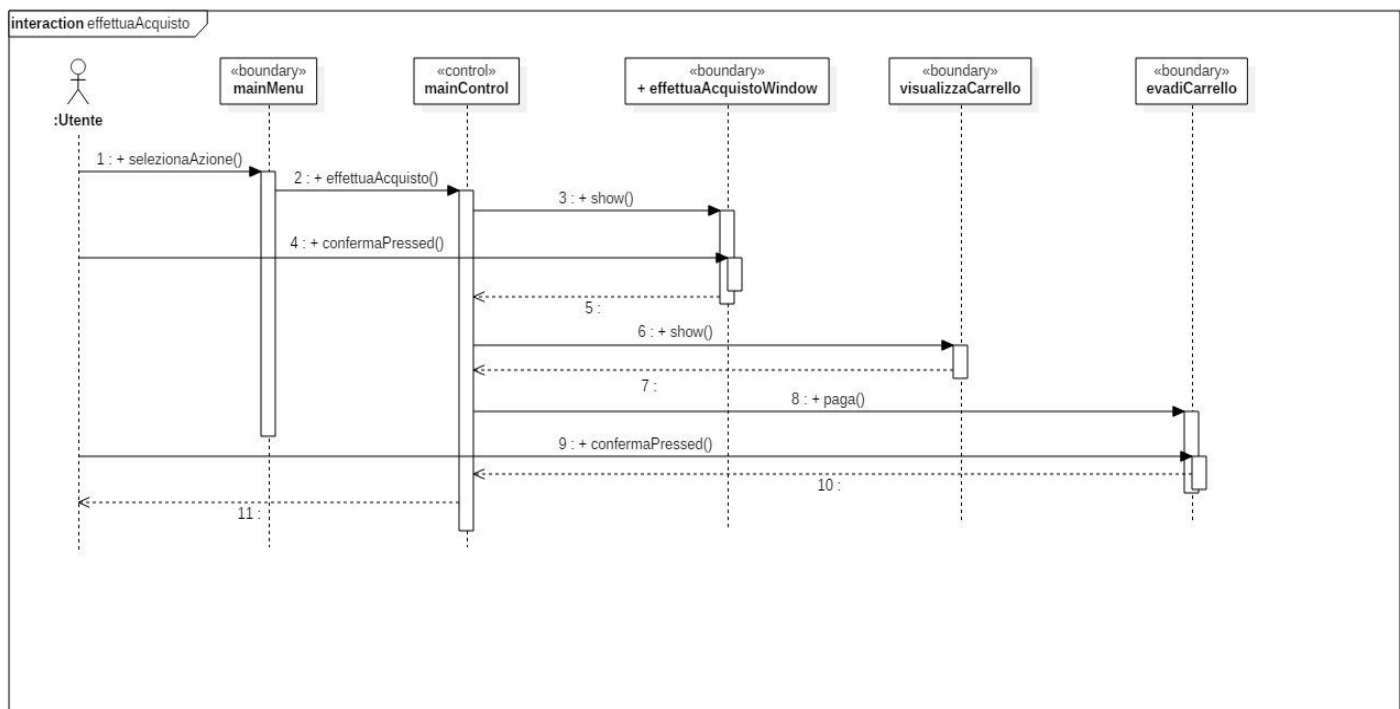 interaction effettuaAcquisto
:Utente
«boundary»
mainMenu
«control»
mainControl
«boundary»
+ effettuaAcquistoWindow
«boundary»
visualizzaCarrello
«boundary»
evadiCarrello
1 : + selezionaAzione()
2 : + effettuaAcquisto()
3 : + show()
4 : + confermaPressed()
5 :
6 : + show()
7 :
8 : + paga()
9 : + confermaPressed()
10 :
11 :